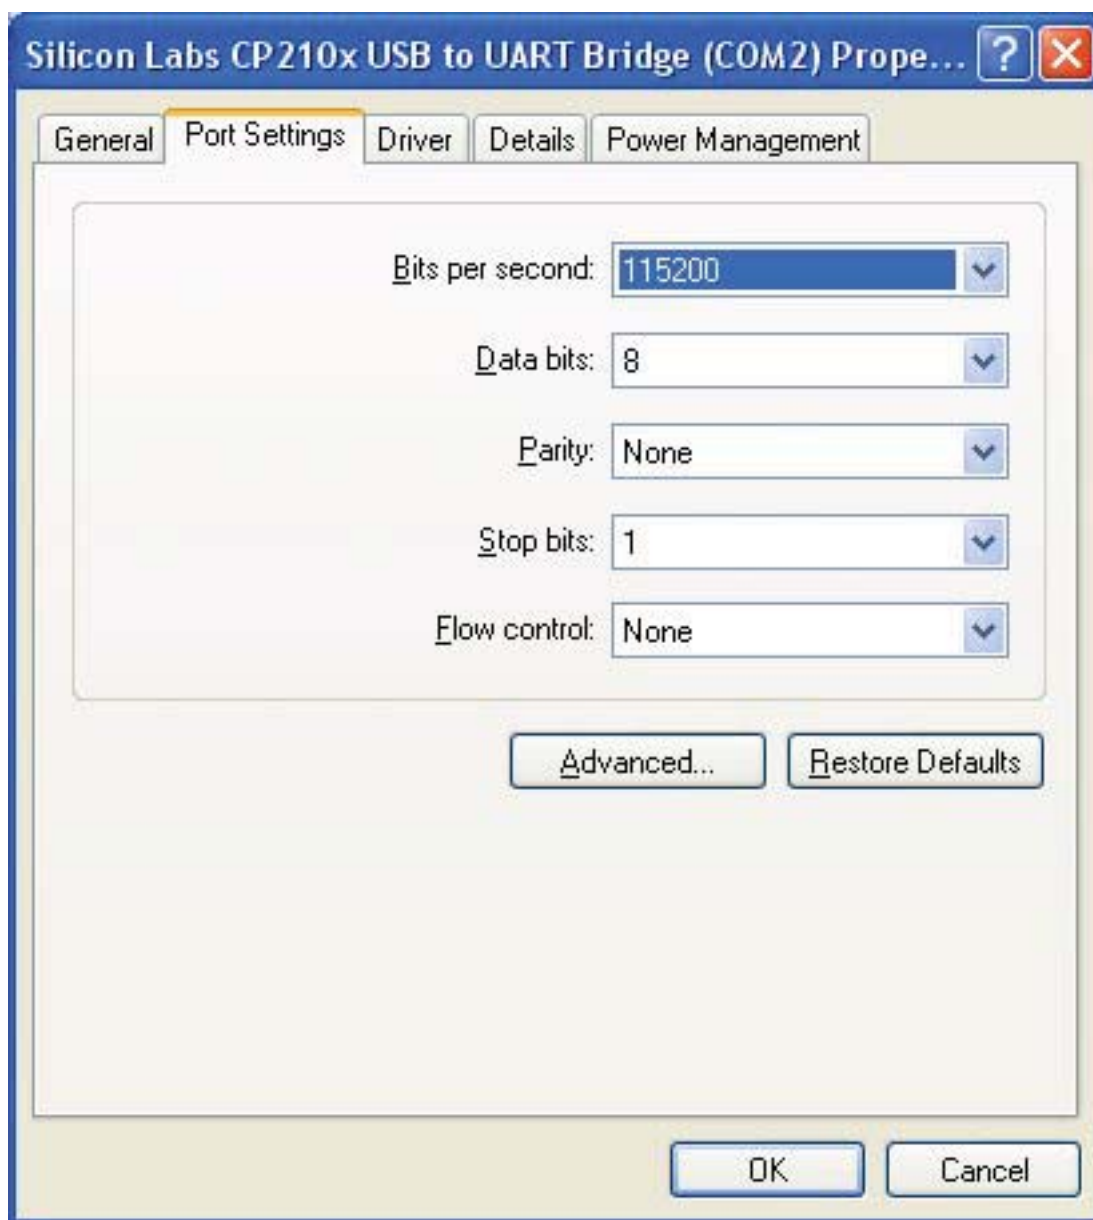 Silicon Labs CP210x USB to UART Bridge (COM2) Prope...
General Port Settings Driver Details Power Management
Bits per second: 115200
Data bits: 8
Parity: None
Stop bits: 1
Flow control: None
Advanced... Restore Defaults
OK Cancel